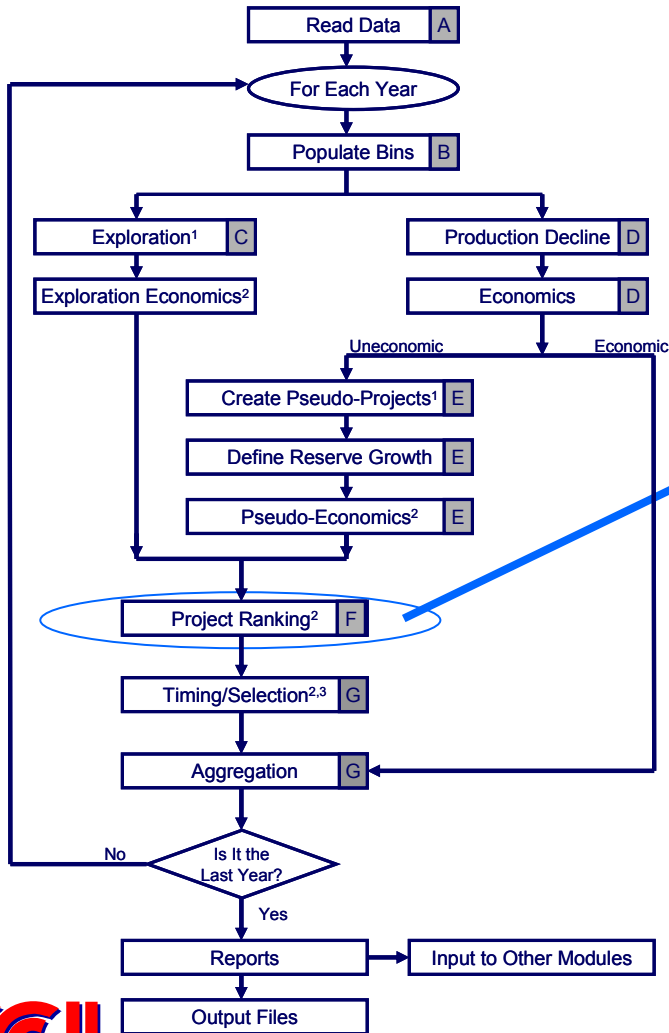 Read Data A
For Each Year
Populate Bins B
Exploration¹ C
Production Decline D
Exploration Economics²
Economics D
Uneconomic
Economic
Create Pseudo-Projects¹ E
Define Reserve Growth E
Pseudo-Economics² E
Project Ranking² F
Timing/Selection²,³ G
Aggregation G
No
Is It the
Last Year?
Yes
Reports
Input to Other Modules
Output Files